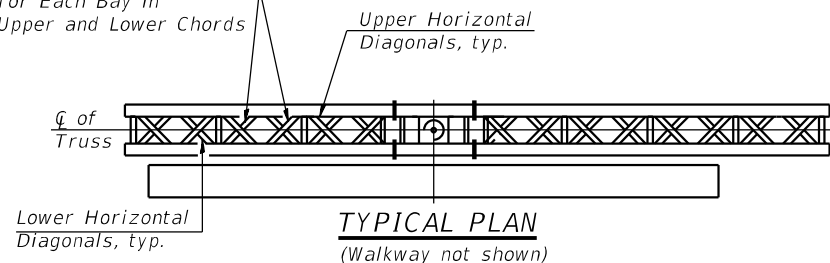 for Each Bay in
Upper and Lower Chords
Upper Horizontal
Diagonals, typ.
℄ of
Truss
Lower Horizontal
Diagonals, typ.
TYPICAL PLAN
(Walkway not shown)